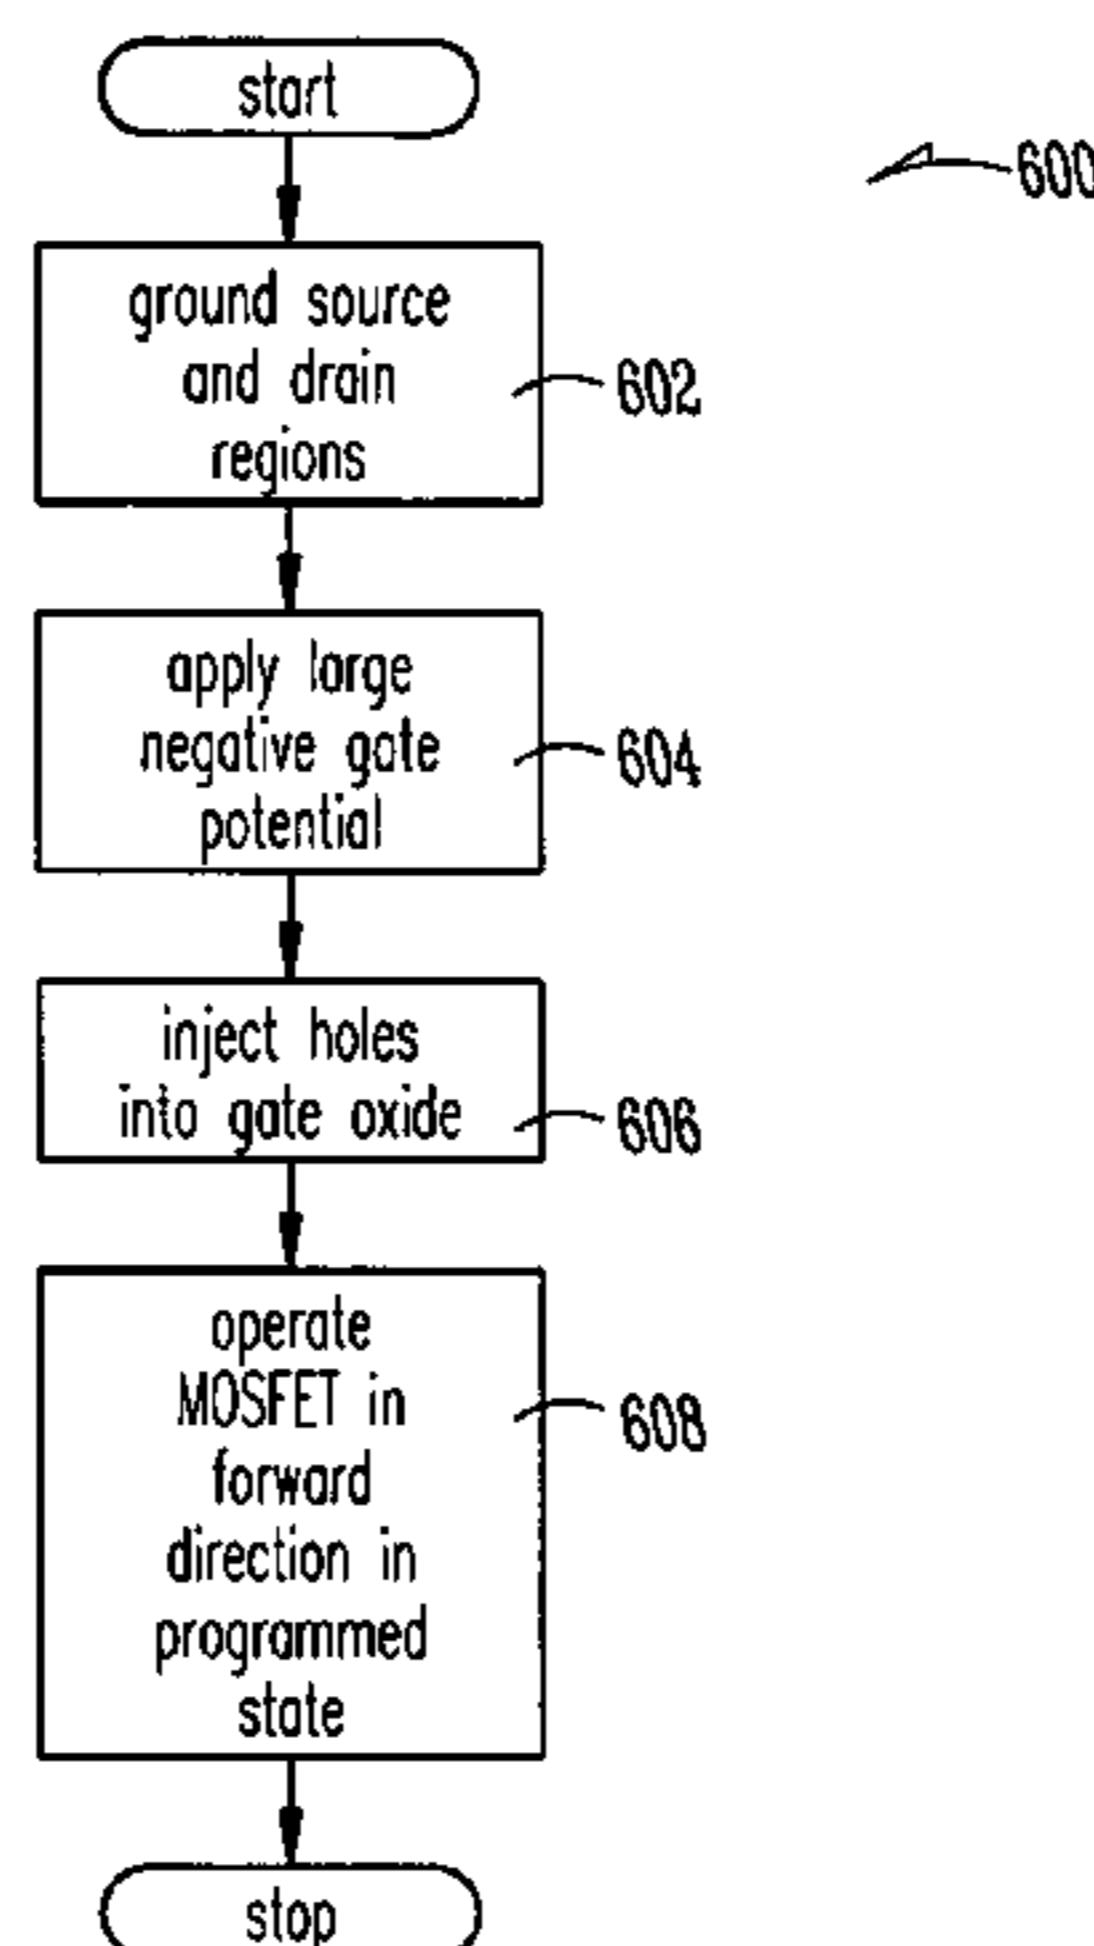 start
600
ground source
and drain
regions
602
apply large
negative gate
potential
604
inject holes
into gate oxide
606
operate
MOSFET in
forward
direction in
programmed
state
608
stop